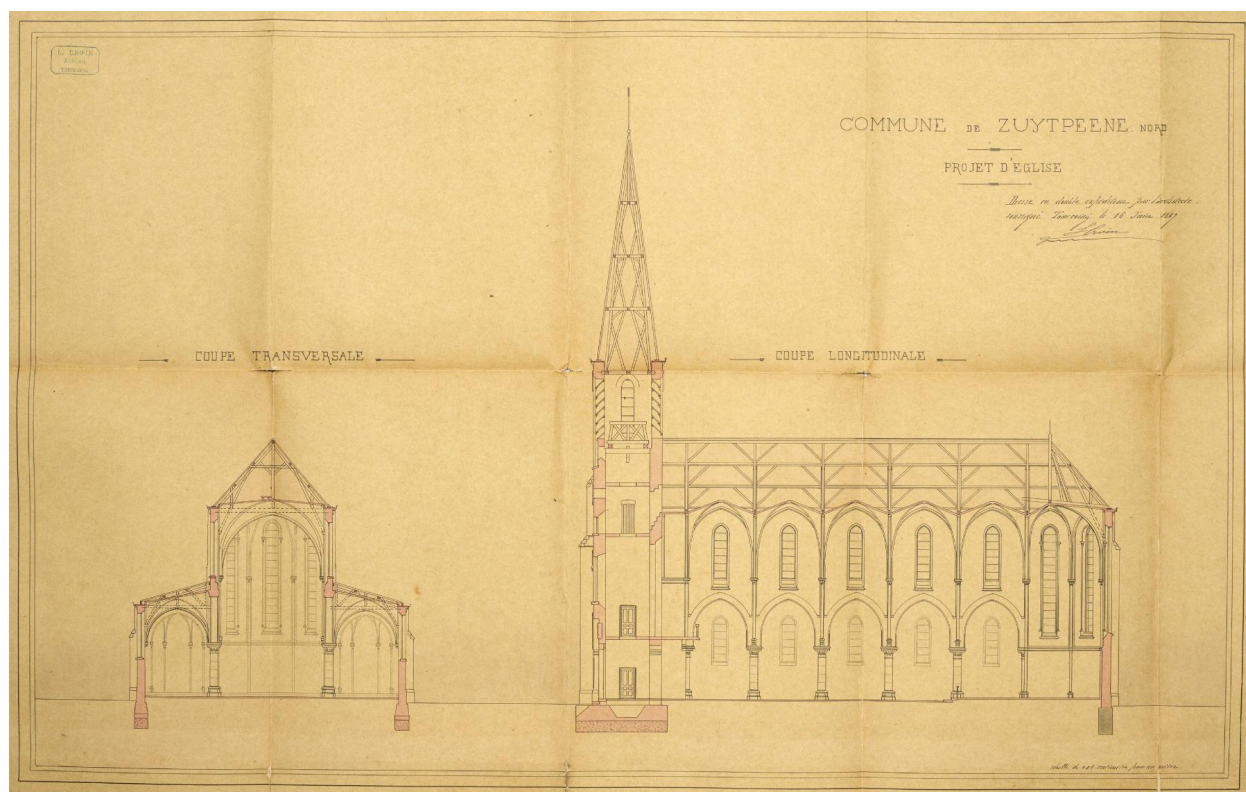 COMMUNE DE ZUYTPEENE. NORD
PROJET D'EGLISE
Dressé en double expédition par l'architecte
soussigné Tourcoing le 16 Juin 1887
COUPE TRANSVERSALE
COUPE LONGITUDINALE